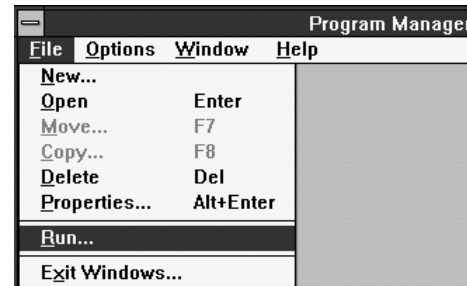 Program Manager
File Options Window Help
New...
Open Enter
Move... F7
Copy... F8
Delete Del
Properties... Alt+Enter
Run...
Exit Windows...